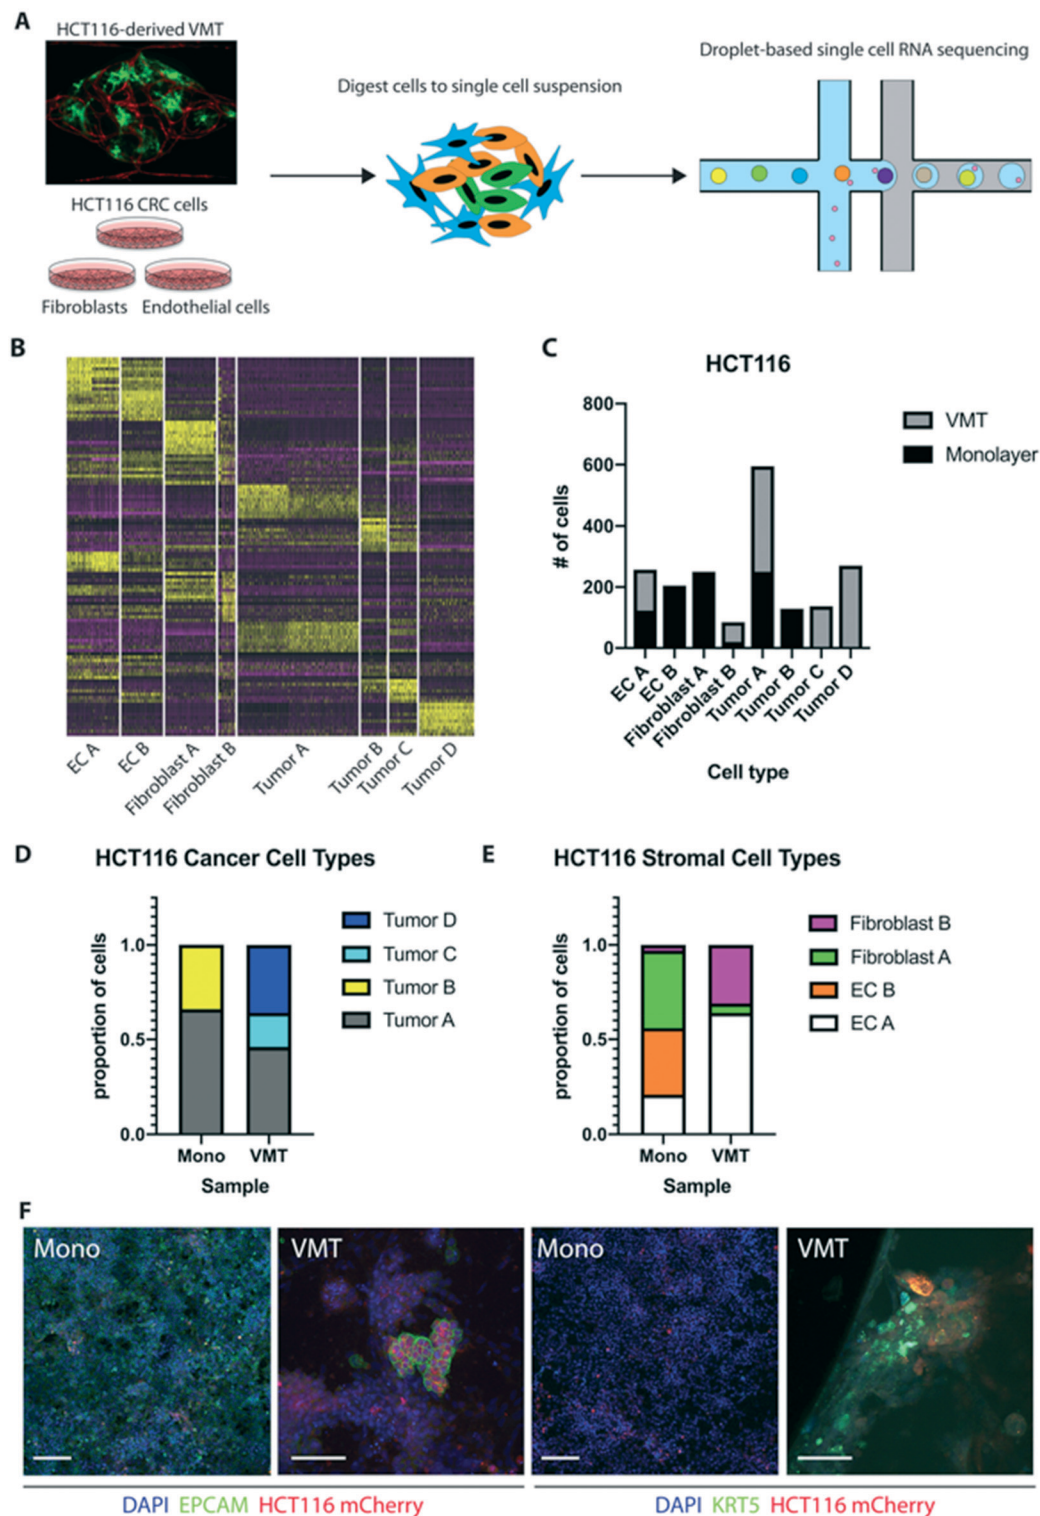 A
HCT116-derived VMT
HCT116 CRC cells
Fibroblasts Endothelial cells
Digest cells to single cell suspension
Droplet-based single cell RNA sequencing
B
EC A
EC B
Fibroblast A
Fibroblast B
Tumor A
Tumor B
Tumor C
Tumor D
C
HCT116
# of cells
800
600
400
200
0
EC A
EC B
Fibroblast A
Fibroblast B
Tumor A
Tumor B
Tumor C
Tumor D
Cell type
VMT
Monolayer
D
HCT116 Cancer Cell Types
proportion of cells
1.0
0.5
0.0
Mono VMT
Sample
Tumor D
Tumor C
Tumor B
Tumor A
E
HCT116 Stromal Cell Types
proportion of cells
1.0
0.5
0.0
Mono VMT
Sample
Fibroblast B
Fibroblast A
EC B
EC A
F
Mono
VMT
Mono
VMT
DAPI EPCAM HCT116 mCherry
DAPI KRT5 HCT116 mCherry